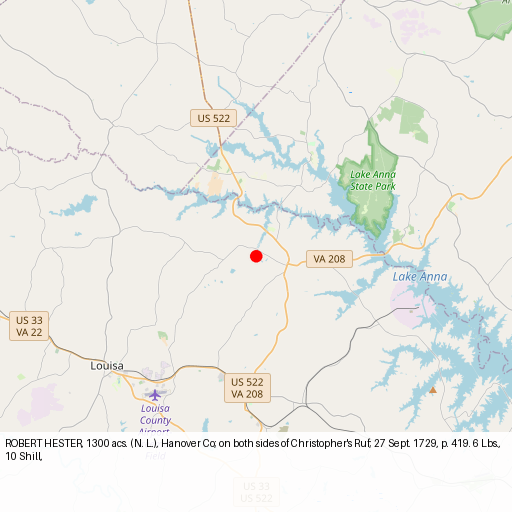 US 522
Lake Anna
State Park
VA 208
Lake Anna
US 33
VA 22
Louisa
US 522
VA 208
Louisa
County
Airport
ROBERT HESTER, 1300 acs. (N. L.), Hanover Co; on both sides of Christopher's Ruf; 27 Sept. 1729, p. 419. 6 Lbs.,
10 Shill,
Field
US 33
US 522